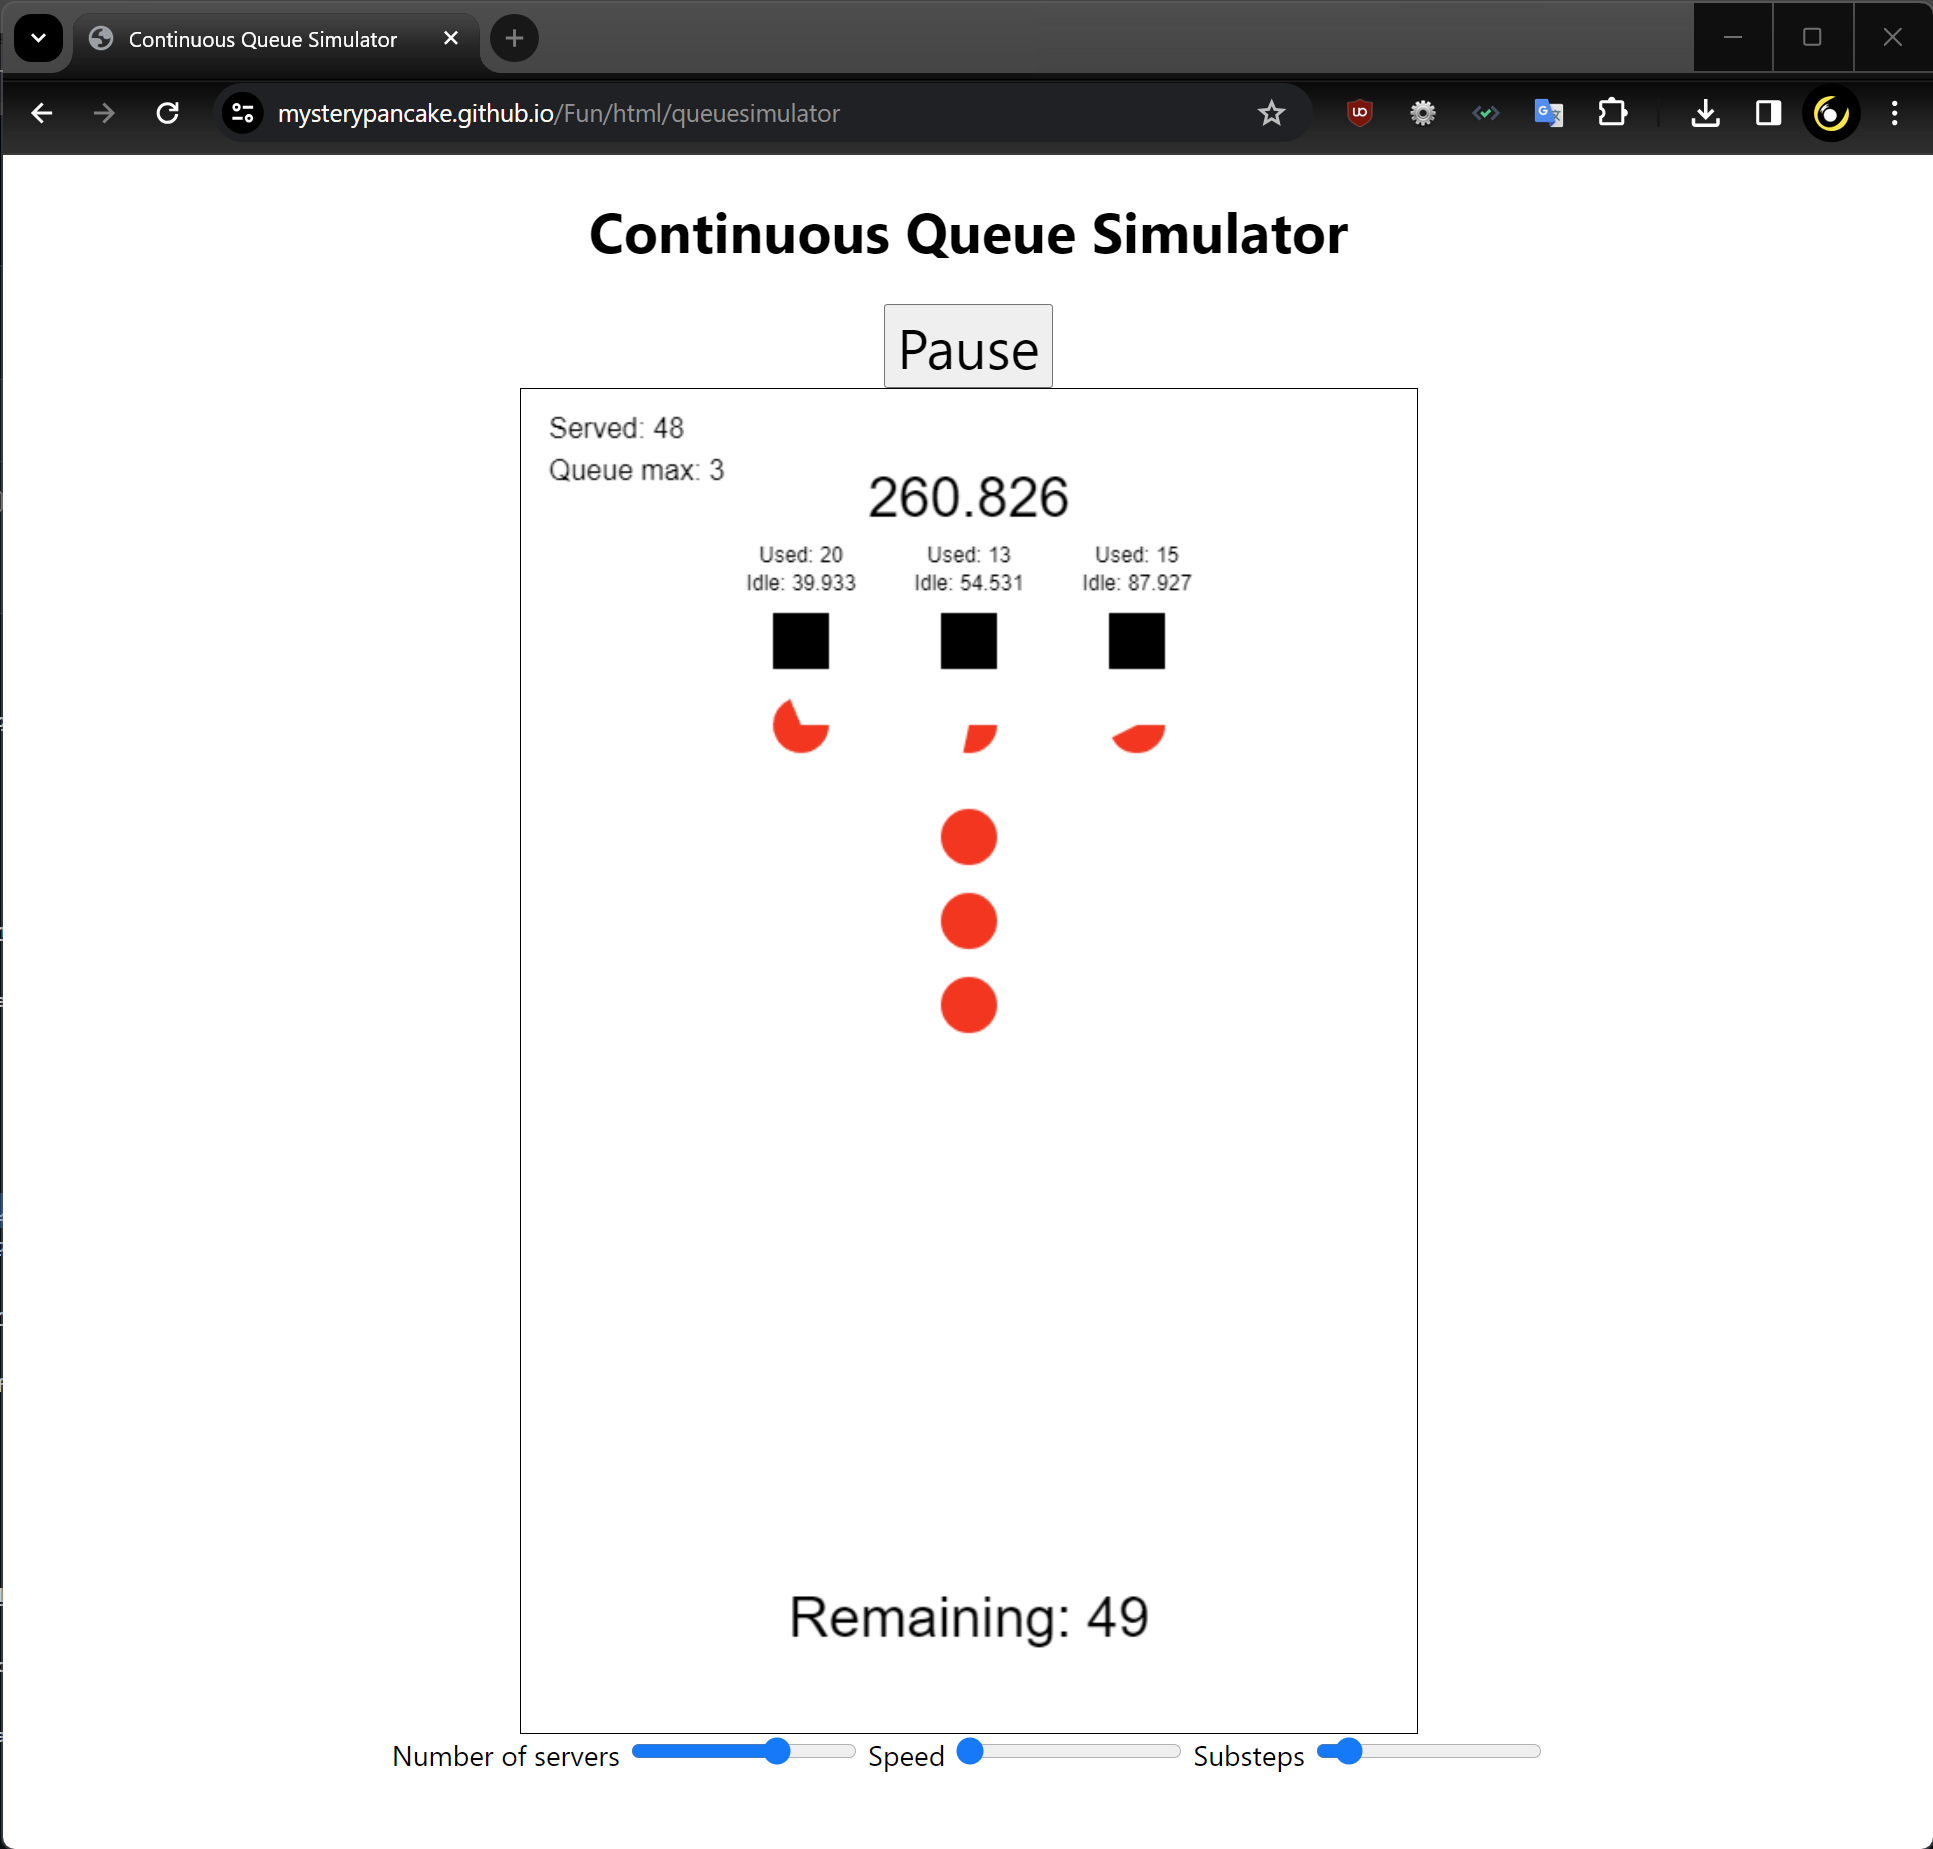 Continuous Queue Simulator
mysterypancake.github.io/Fun/html/queuesimulator
Continuous Queue Simulator
Pause
Served: 48
Queue max: 3
260.826
Used: 20 Used: 13 Used: 15
Idle: 39.933 Idle: 54.531 Idle: 87.927
Remaining: 49
Number of servers Speed Substeps